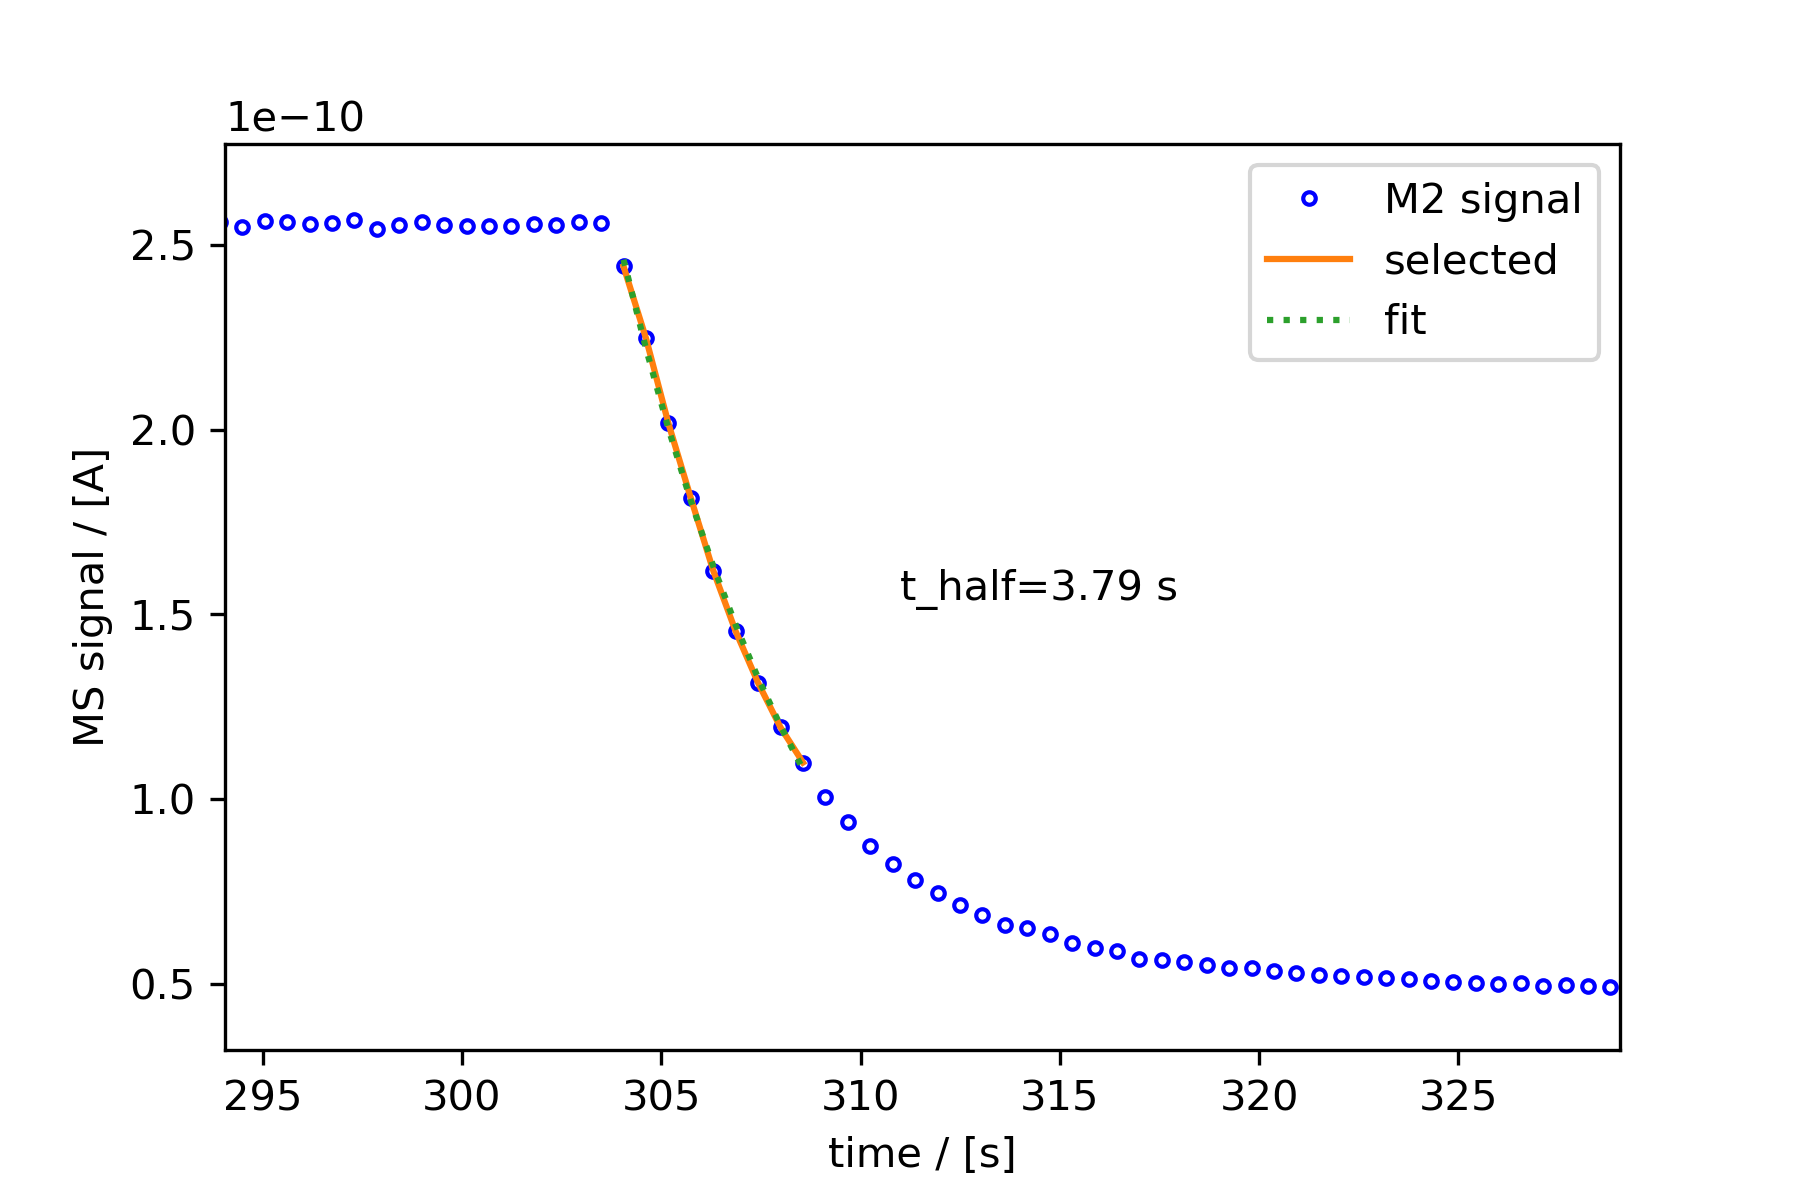 1e−10
M2 signal
selected
fit
2.5
2.0
1.5
1.0
0.5
MS signal / [A]
t_half=3.79 s
295 300 305 310 315 320 325
time / [s]